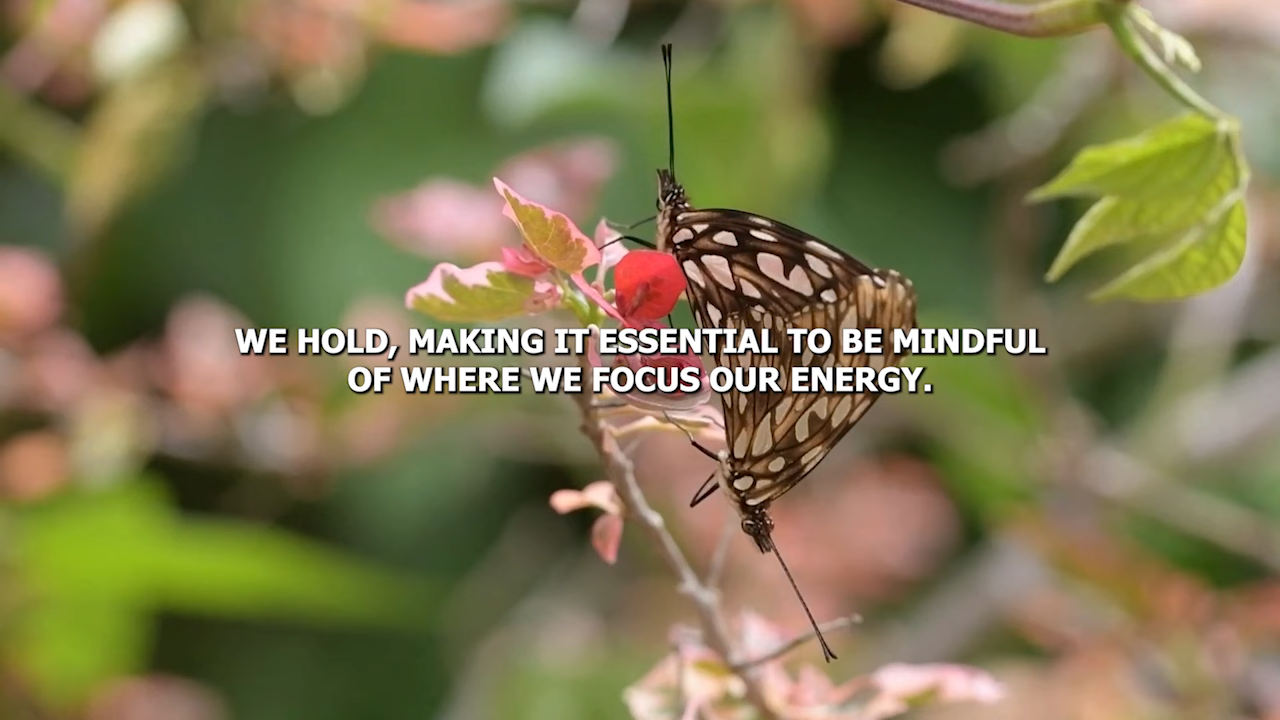 WE HOLD, MAKING IT ESSENTIAL TO BE MINDFUL
OF WHERE WE FOCUS OUR ENERGY.